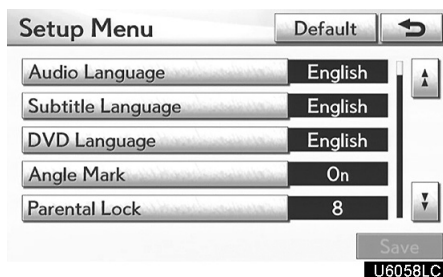 Setup Menu Default
Audio Language English
Subtitle Language English
DVD Language English
Angle Mark On
Parental Lock 8
Save
U6058LC